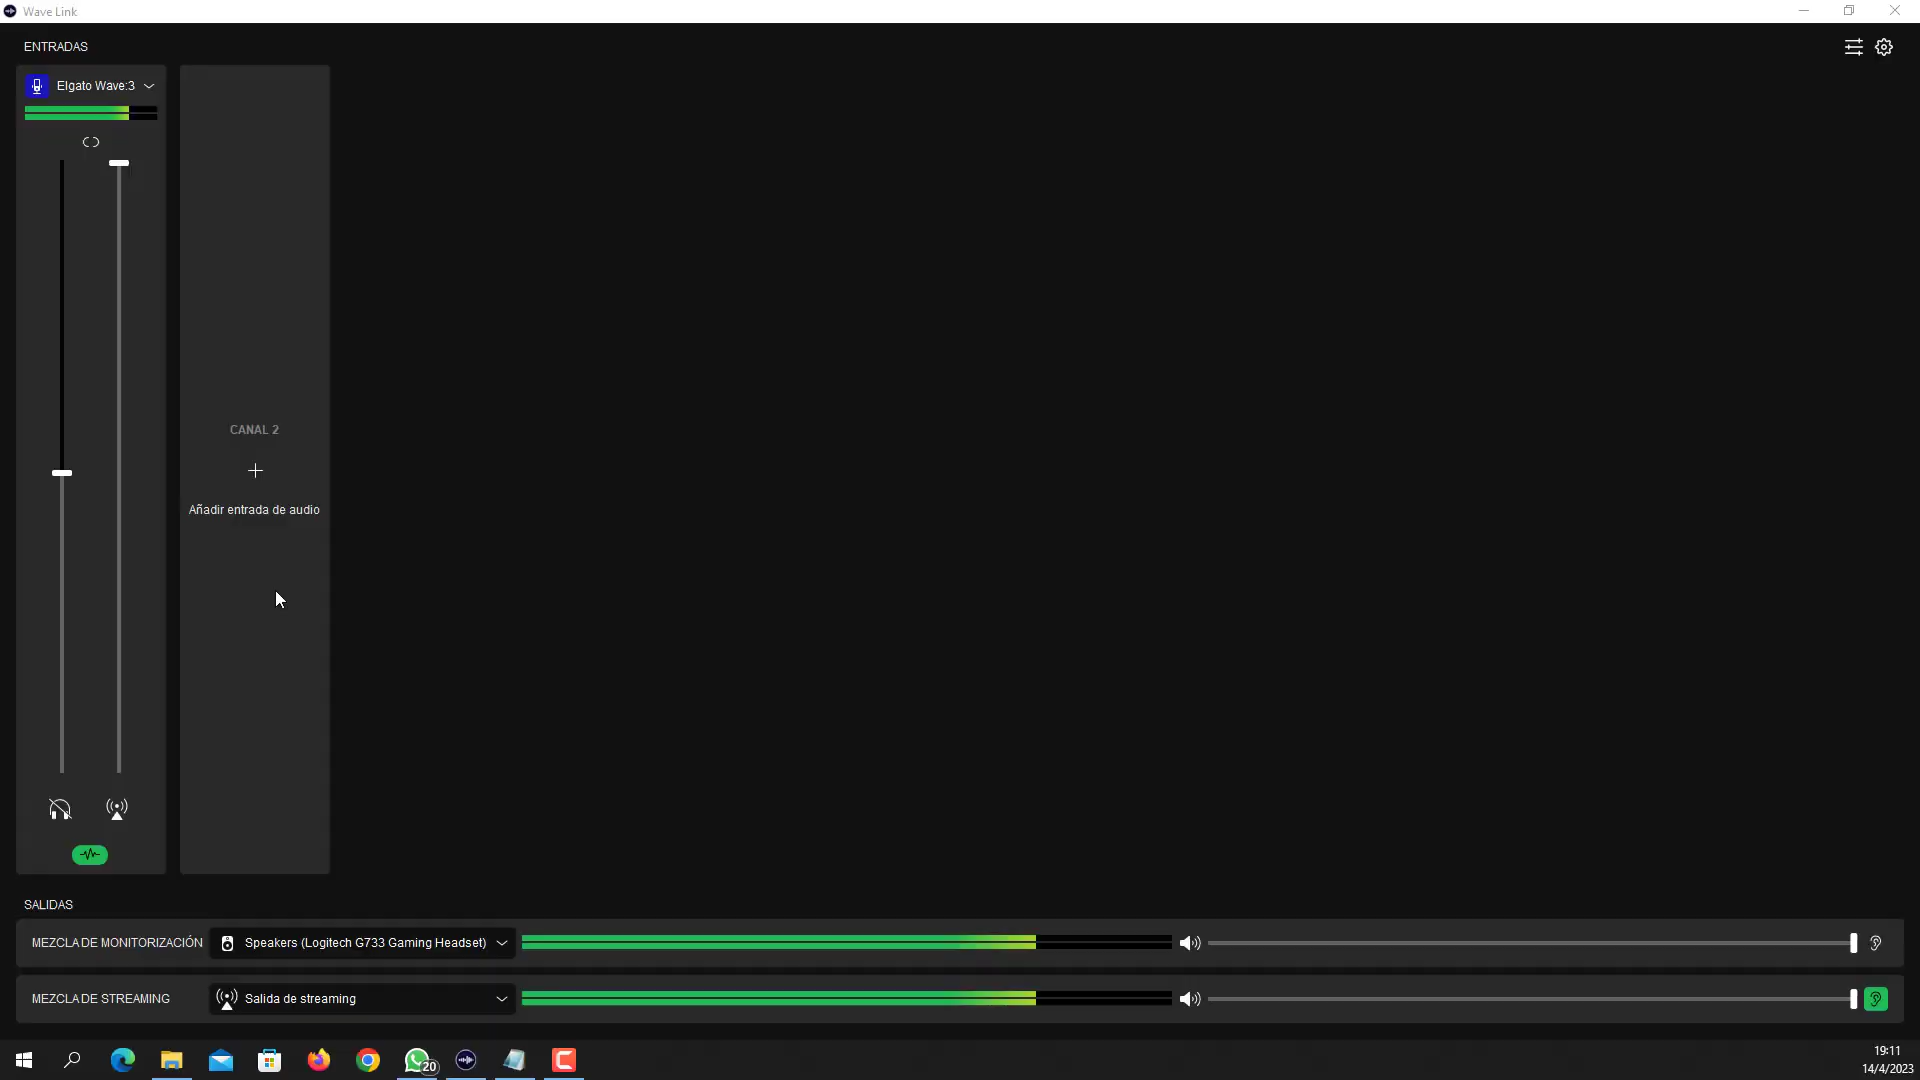 Wave Link
ENTRADAS
Elgato Wave:3
CANAL 2
Añadir entrada de audio
SALIDAS
MEZCLA DE MONITORIZACIÓN
Speakers (Logitech G733 Gaming Headset)
MEZCLA DE STREAMING
Salida de streaming
20
19:11
14/4/2023